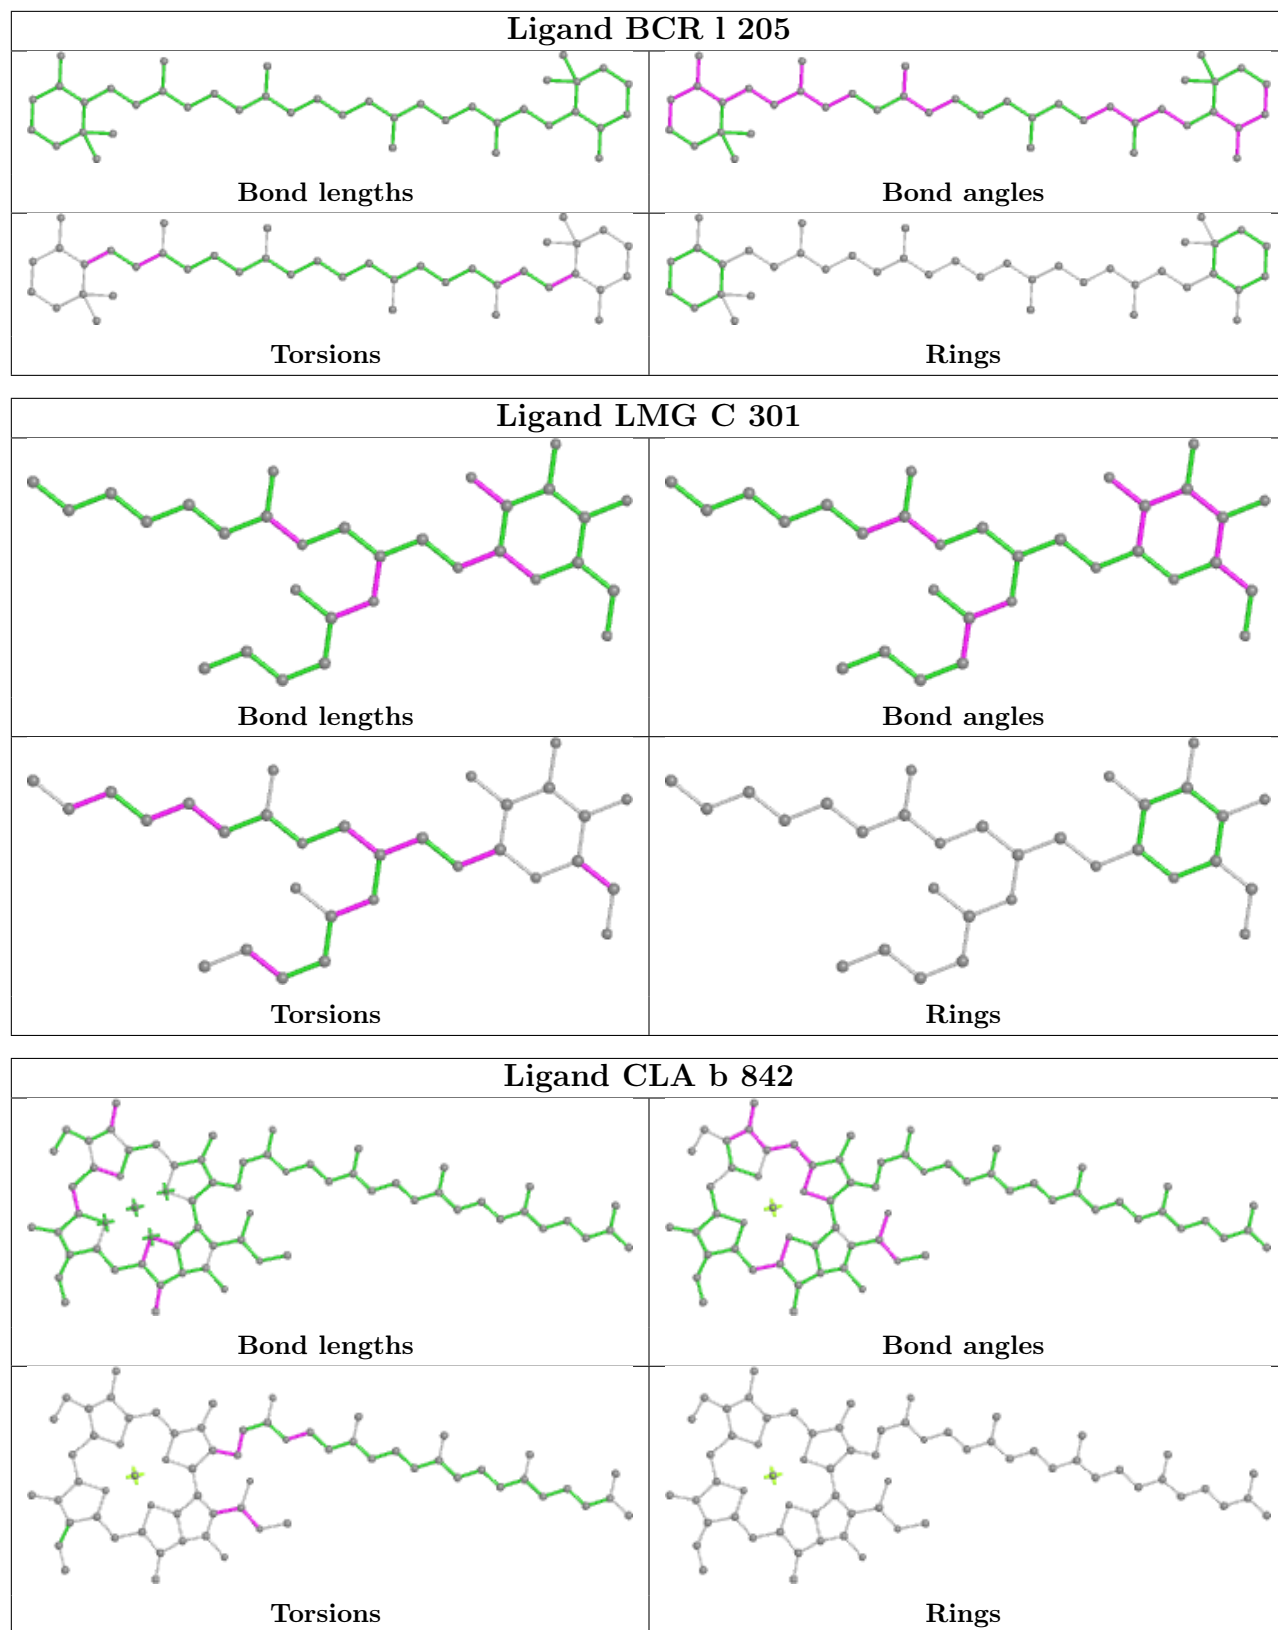 Ligand BCR l 205
Bond lengths
Bond angles
Torsions
Rings
Ligand LMG C 301
Bond lengths
Bond angles
Torsions
Rings
Ligand CLA b 842
Bond lengths
Bond angles
Torsions
Rings